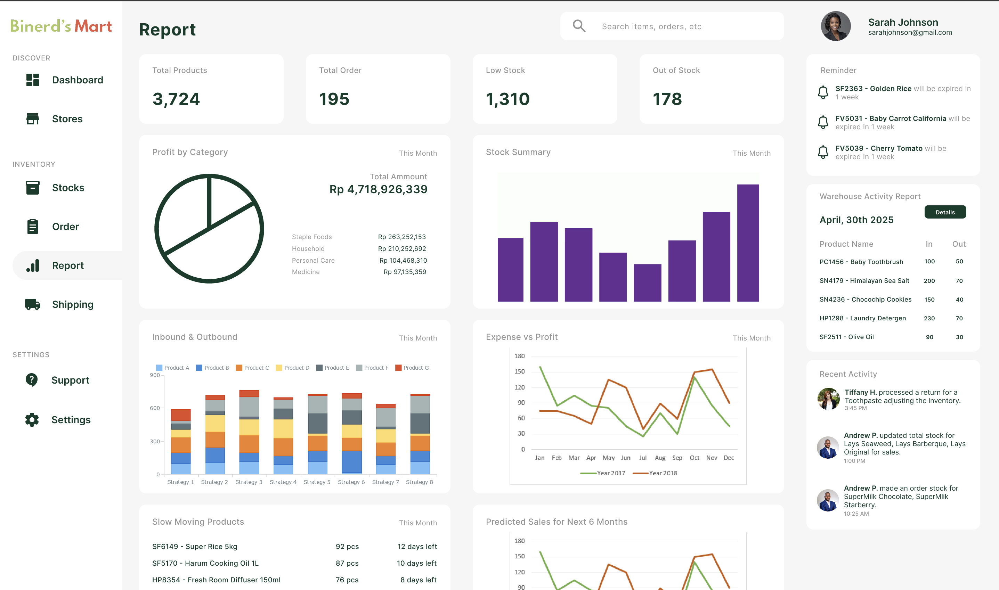 Binerd's Mart
DISCOVER
Dashboard
Stores
INVENTORY
Stocks
Order
Report
Shipping
SETTINGS
Support
Settings
Report
Search items, orders, etc
Sarah Johnson
sarahjohnson@gmail.com
Total Products
3,724
Total Order
195
Low Stock
1,310
Out of Stock
178
Profit by Category
This Month
Total Ammount
Rp 4,718,926,339
Staple Foods Rp 263,252,153
Household Rp 210,252,692
Personal Care Rp 104,468,310
Medicine Rp 97,135,359
Stock Summary
This Month
Inbound & Outbound
This Month
Product A Product B Product C Product D Product E Product F Product G
900
600
300
0
Strategy 1 Strategy 2 Strategy 3 Strategy 4 Strategy 5 Strategy 6 Strategy 7 Strategy 8
Expense vs Profit
This Month
180
150
120
90
60
30
0
Jan Feb Mar Apr May Jun Jul Aug Sep Oct Nov Dec
Year 2017 Year 2018
Slow Moving Products
This Month
SF6149 - Super Rice 5kg 92 pcs 12 days left
SF5170 - Harum Cooking Oil 1L 87 pcs 10 days left
HP8354 - Fresh Room Diffuser 150ml 76 pcs 8 days left
Predicted Sales for Next 6 Months
180
150
120
90
Reminder
SF2363 - Golden Rice will be expired in
1 week
FV5031 - Baby Carrot California will be
expired in 1 week
FV5039 - Cherry Tomato will be
expired in 1 week
Warehouse Activity Report
Details
April, 30th 2025
Product Name In Out
PC1456 - Baby Toothbrush 100 50
SN4179 - Himalayan Sea Salt 200 70
SN4236 - Chocochip Cookies 150 40
HP1298 - Laundry Detergen 230 70
SF2511 - Olive Oil 90 30
Recent Activity
Tiffany H. processed a return for a
Toothpaste adjusting the inventory.
3:45 PM
Andrew P. updated total stock for
Lays Seaweed, Lays Barberque, Lays
Original for sales.
1:00 PM
Andrew P. made an order stock for
SuperMilk Chocolate, SuperMlik
Starberry.
10:25 AM